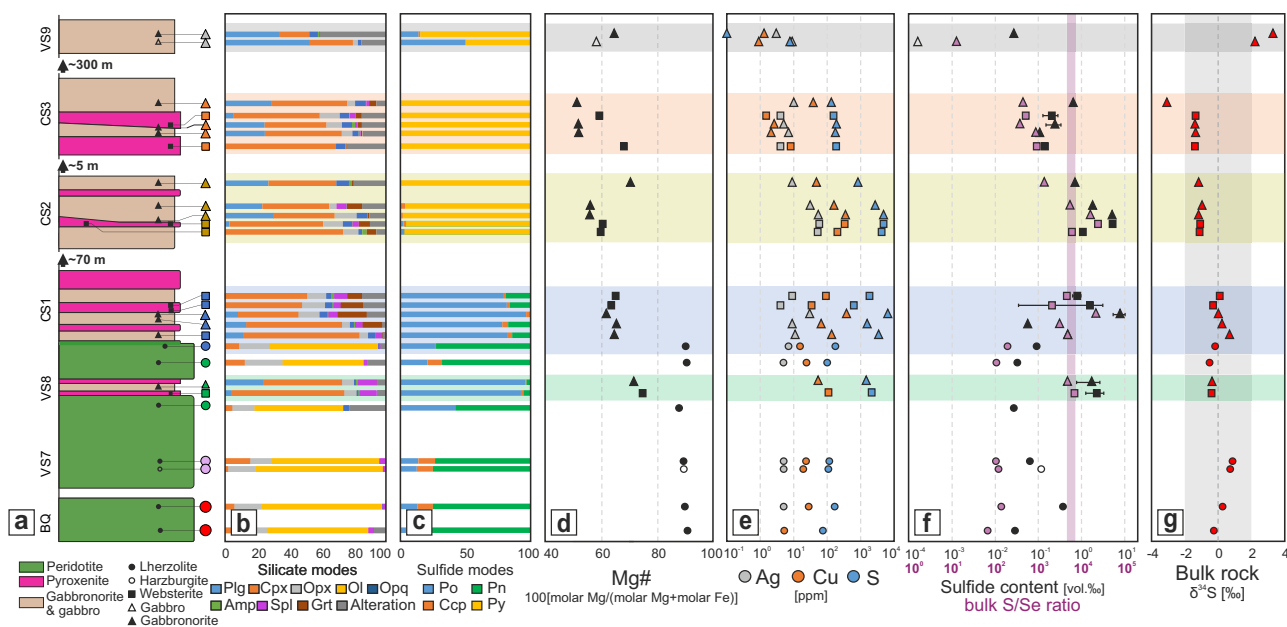 VS9
~300 m
CS3
~5 m
CS2
~70 m
CS1
VS8
VS7
BQ
a
b
c
d
e
f
g
0 20 40 60 80 100
0 50 100
40 60 80 100
10⁻¹ 10⁰ 10¹ 10² 10³ 10⁴
10⁻⁴ 10⁻³ 10⁻² 10⁻¹ 10⁰ 10¹
10⁰ 10¹ 10² 10³ 10⁴ 10⁵
-4 -2 0 2 4
Peridotite
Pyroxenite
Gabbronorite & gabbro
Lherzolite
Harzburgite
Websterite
Gabbro
Gabbronorite
Silicate modes
Plg Cpx Opx Ol Opq
Amp Spl Grt Alteration
Sulfide modes
Po Pn
Ccp Py
Mg#
100[molar Mg/(molar Mg+molar Fe)]
Ag Cu S
[ppm]
Sulfide content [vol.‰]
bulk S/Se ratio
Bulk rock
δ³⁴S [‰]